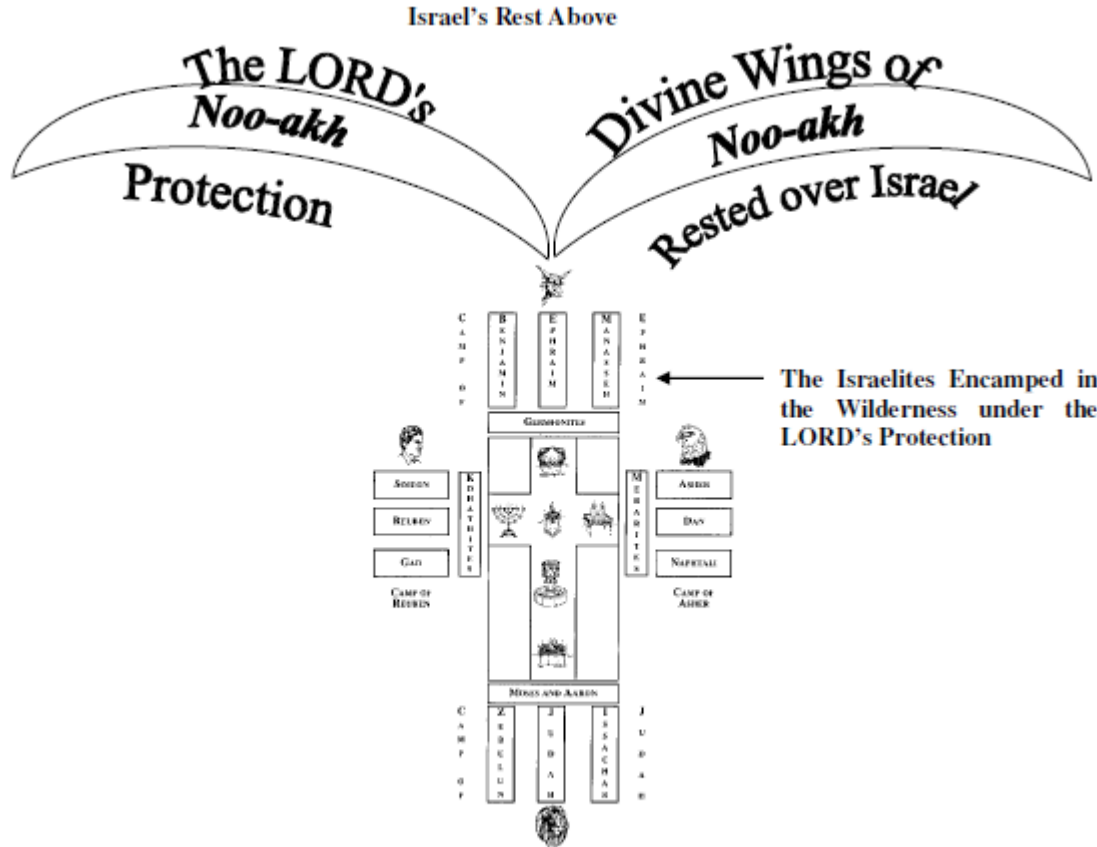 Israel's Rest Above
The LORD's
Noo-akh
Protection
Divine Wings of
Noo-akh
Rested over Israel
CAMP OF
BENJAMIN
EPHRAIM
MANASSEH
EPHRAIM
The Israelites Encamped in
the Wilderness under the
LORD's Protection
GERSHONITES
SIMEON
REUBEN
GAD
CAMP OF
REUBEN
KOHATHITES
MERARITES
ASHER
DAN
NAPHTALI
CAMP OF
ASHER
MOSES AND AARON
CAMP OF
ZEBULUN
JUDAH
ISSACHAR
JUDAH